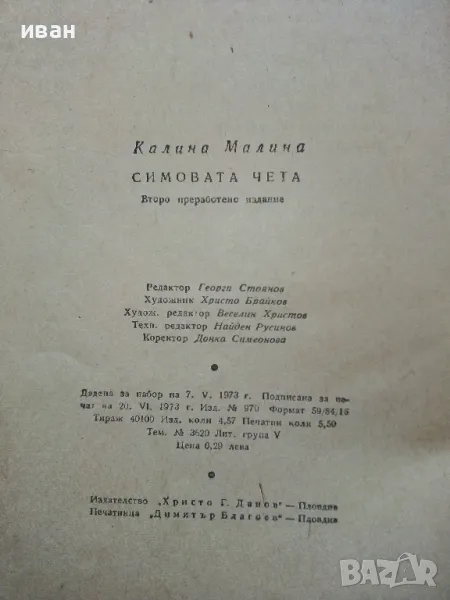 иван
Калина Малина
СИМОВАТА ЧЕТА
Второ преработено издание
Редактор Георги Стоянов
Художник Христо Брайков
Худож. редактор Веселин Христов
Техн. редактор Найден Русинов
Коректор Донка Симеонова
Дадена за набор на 7. V. 1973 г. Подписана за пе-
чат на 20. VI. 1973 г. Изд. № 970 Формат 59/84,16
Тираж 40100 Изд. коли 4,57 Печатни коли 5,50
Тем. № 3620 Лит. група V
Цена 0,29 лева
Издателство „Христо Г. Данов“ — Пловдив
Печатница „Димитър Благоев“ — Пловдив
BAZAR
.bg